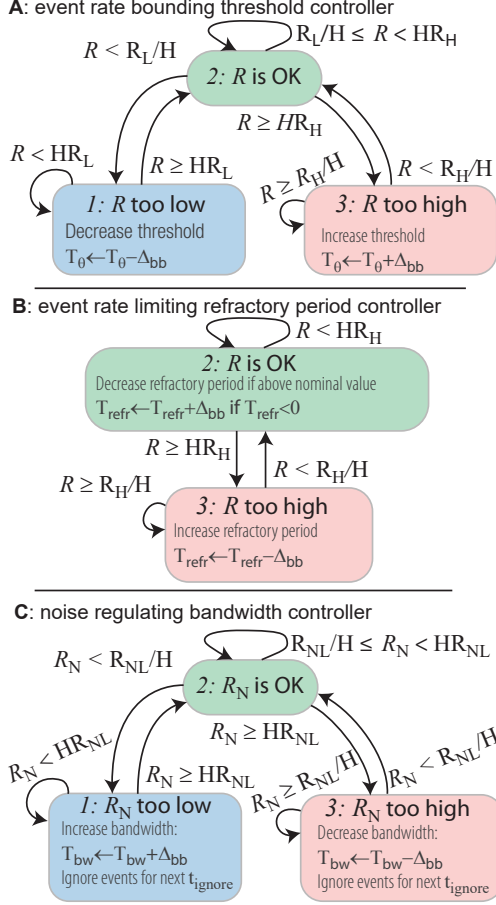 A: event rate bounding threshold controller
R < R_L/H
R_L/H ≤ R < HR_H
2: R is OK
R ≥ HR_H
R < HR_L
R ≥ HR_L
R ≥ R_H/H
R < R_H/H
1: R too low
Decrease threshold
T_θ←T_θ−Δ_bb
3: R too high
Increase threshold
T_θ←T_θ+Δ_bb
B: event rate limiting refractory period controller
R < HR_H
2: R is OK
Decrease refractory period if above nominal value
T_refr←T_refr+Δ_bb if T_refr<0
R ≥ HR_H
R < R_H/H
R ≥ R_H/H
3: R too high
Increase refractory period
T_refr←T_refr−Δ_bb
C: noise regulating bandwidth controller
R_N < R_NL/H
R_NL/H ≤ R_N < HR_NL
2: R_N is OK
R_N ≥ HR_NL
R_N < HR_NL
R_N ≥ HR_NL
R_N ≥ R_NL/H
R_N < R_NL/H
1: R_N too low
Increase bandwidth:
T_bw←T_bw+Δ_bb
Ignore events for next t_ignore
3: R_N too high
Decrease bandwidth:
T_bw←T_bw−Δ_bb
Ignore events for next t_ignore